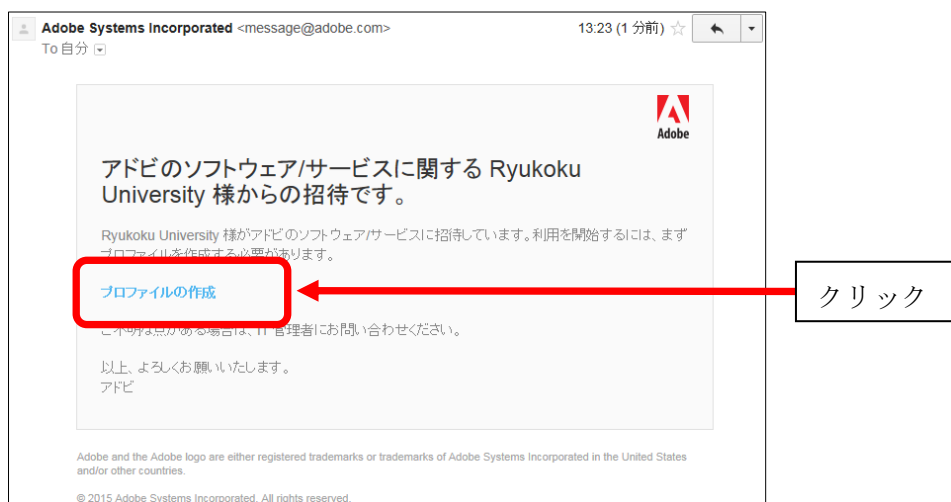 Adobe Systems Incorporated <message@adobe.com> 13:23 (1 分前)
To 自分
Adobe
アドビのソフトウェア/サービスに関する Ryukoku
University 様からの招待です。
Ryukoku University 様がアドビのソフトウェア/サービスに招待しています。利用を開始するには、まず
プロファイルを作成する必要があります。
プロファイルの作成
クリック
ご不明な点がある場合は、IT 管理者にお問い合わせください。
以上、よろしくお願いいたします。
アドビ
Adobe and the Adobe logo are either registered trademarks or trademarks of Adobe Systems Incorporated in the United States
and/or other countries.
© 2015 Adobe Systems Incorporated. All rights reserved.